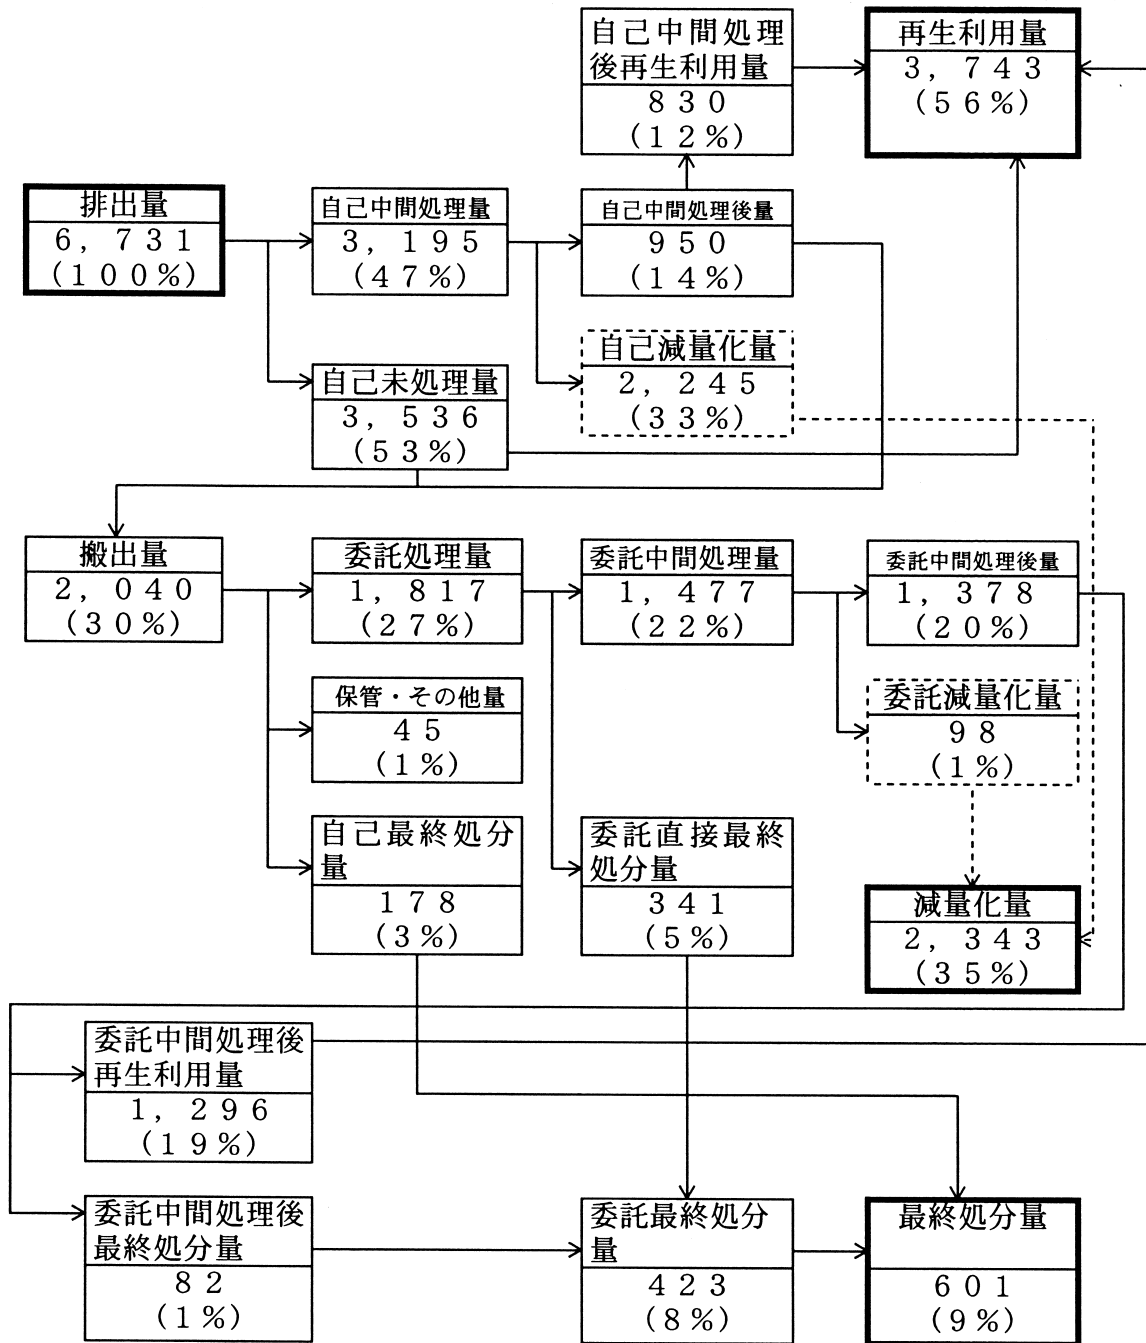 自己中間処理
後再生利用量
８３０
(１２%)
再生利用量
３，７４３
(５６%)
排出量
６，７３１
(１００%)
自己中間処理量
３，１９５
(４７%)
自己中間処理後量
９５０
(１４%)
自己減量化量
２，２４５
(３３%)
自己未処理量
３，５３６
(５３%)
搬出量
２，０４０
(３０%)
委託処理量
１，８１７
(２７%)
委託中間処理量
１，４７７
(２２%)
委託中間処理後量
１，３７８
(２０%)
保管・その他量
４５
(１%)
委託減量化量
９８
(１%)
自己最終処分
量
１７８
(３%)
委託直接最終
処分量
３４１
(５%)
減量化量
２，３４３
(３５%)
委託中間処理後
再生利用量
１，２９６
(１９%)
委託中間処理後
最終処分量
８２
(１%)
委託最終処分
量
４２３
(８%)
最終処分量
６０１
(９%)